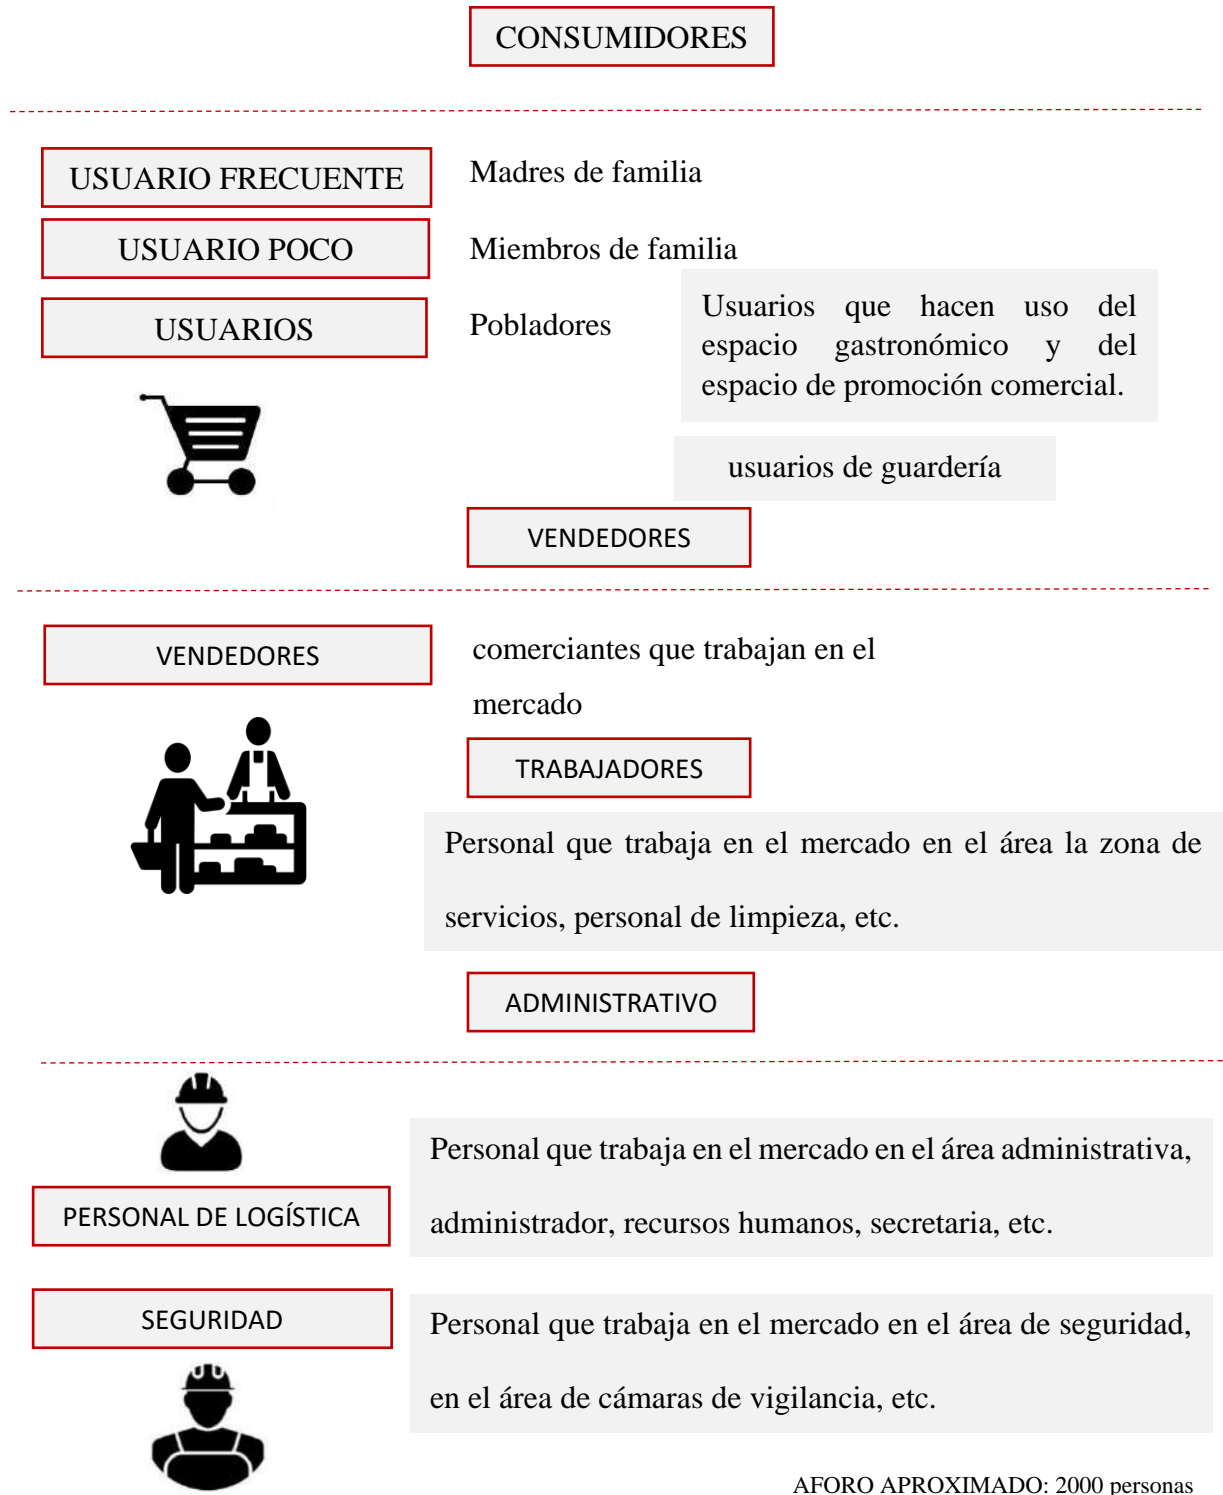 CONSUMIDORES
USUARIO FRECUENTE
Madres de familia
USUARIO POCO
Miembros de familia
USUARIOS
Pobladores
Usuarios que hacen uso del
espacio gastronómico y del
espacio de promoción comercial.
usuarios de guardería
VENDEDORES
VENDEDORES
comerciantes que trabajan en el
mercado
TRABAJADORES
Personal que trabaja en el mercado en el área la zona de
servicios, personal de limpieza, etc.
ADMINISTRATIVO
PERSONAL DE LOGÍSTICA
Personal que trabaja en el mercado en el área administrativa,
administrador, recursos humanos, secretaria, etc.
SEGURIDAD
Personal que trabaja en el mercado en el área de seguridad,
en el área de cámaras de vigilancia, etc.
AFORO APROXIMADO: 2000 personas